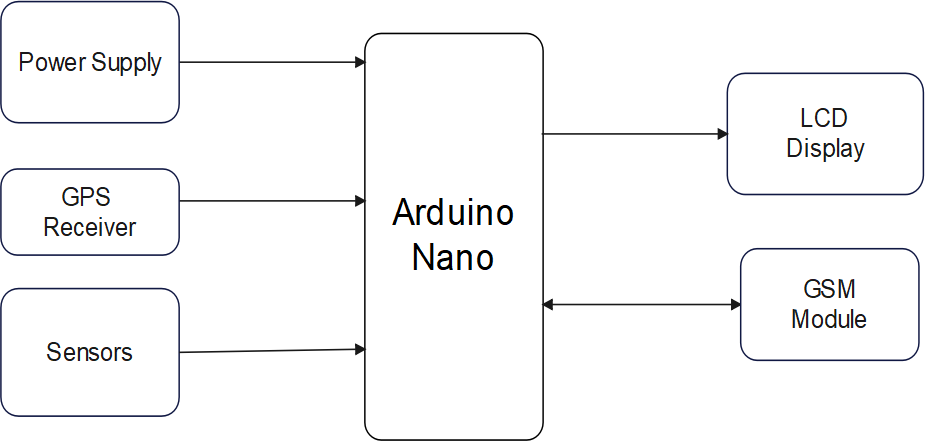 Power Supply
GPS
Receiver
Sensors
Arduino
Nano
LCD
Display
GSM
Module